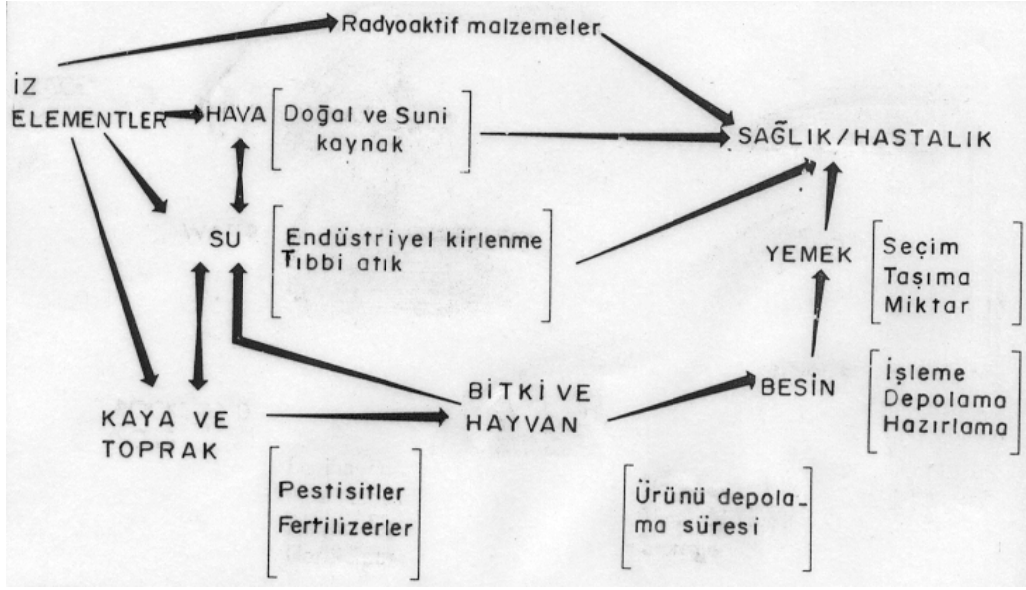 Radyoaktif malzemeler
İZ
ELEMENTLER
HAVA
Doğal ve Suni
kaynak
SAĞLIK/HASTALIK
SU
Endüstriyel kirlenme
Tıbbi atık
YEMEK
Seçim
Taşıma
Miktar
KAYA VE
TOPRAK
BİTKİ VE
HAYVAN
BESİN
İşleme
Depolama
Hazırlama
Pestisitler
Fertilizerler
Ürünü depola_
ma süresi